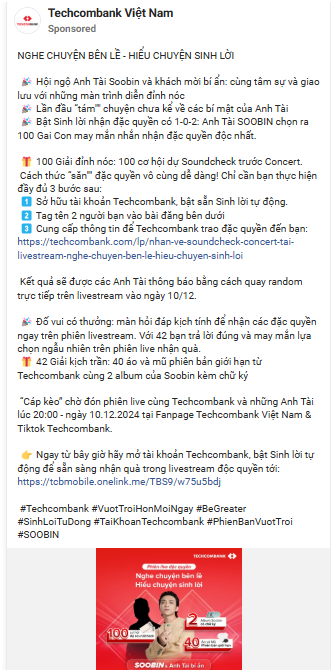 Techcombank Việt Nam
Sponsored
NGHE CHUYỆN BÊN LỀ - HIỂU CHUYỆN SINH LỜI
🎉 Hội ngộ Anh Tài Soobin và khách mời bí ẩn: cùng tâm sự và giao
lưu với những màn trình diễn đỉnh nóc
🎉 Lần đầu “tám"" chuyện chưa kể về các bí mật của Anh Tài
🎉 Bật Sinh lời nhận đặc quyền có 1-0-2: Anh Tài SOOBIN chọn ra
100 Gai Con may mắn nhắn nhận đặc quyền độc nhất.
🎁 100 Giải đỉnh nóc: 100 cơ hội dự Soundcheck trước Concert.
Cách thức “săn"" đặc quyền vô cùng dễ dàng! Chỉ cần bạn thực hiện
đầy đủ 3 bước sau:
1️⃣ Sở hữu tài khoản Techcombank, bật sẵn Sinh lời tự động.
2️⃣ Tag tên 2 người bạn vào bài đăng bên dưới
3️⃣ Cung cấp thông tin để Techcombank trao đặc quyền đến bạn:
https://techcombank.com/lp/nhan-ve-soundcheck-concert-tai-
livestream-nghe-chuyen-ben-le-hieu-chuyen-sinh-loi
Kết quả sẽ được các Anh Tài thông báo bằng cách quay random
trực tiếp trên livestream vào ngày 10/12.
🎉 Đố vui có thưởng: màn hỏi đáp kịch tính để nhận các đặc quyền
ngay trên phiên livestream. Với 42 bạn trả lời đúng và may mắn lựa
chọn ngẫu nhiên trên phiên live nhận quà.
🎁 42 Giải kịch trần: 40 áo và mũ phiên bản giới hạn từ
Techcombank cùng 2 album của Soobin kèm chữ ký
“Cáp kèo” chờ đón phiên live cùng Techcombank và những Anh Tài
lúc 20:00 - ngày 10.12.2024 tại Fanpage Techcombank Việt Nam &
Tiktok Techcombank.
👉 Ngay từ bây giờ hãy mở tài khoản Techcombank, bật Sinh lời tự
động để sẵn sàng nhận quà trong livestream độc quyền tới:
https://tcbmobile.onelink.me/TBS9/w75u5bdj
#Techcombank #VuotTroiHonMoiNgay #BeGreater
#SinhLoiTuDong #TaiKhoanTechcombank #PhienBanVuotTroi
#SOOBIN
TECHCOMBANK
Phiên live độc quyền
Nghe chuyện bên lề
Hiểu chuyện sinh lời
100
2
40
SOOBIN & Anh Tài bí ẩn